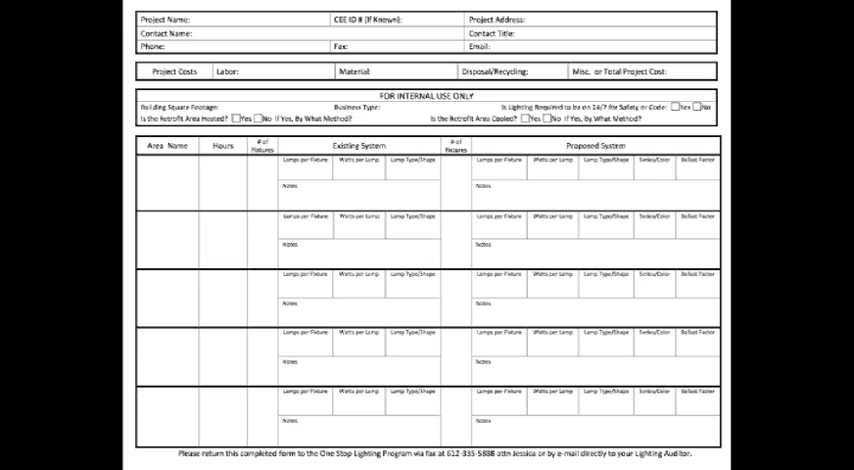 Project Name: CEE ID # (If Known): Project Address:
Contact Name: Contact Title:
Phone: Fax: Email:
Project Costs Labor: Material: Disposal/Recycling: Misc. or Total Project Cost:
FOR INTERNAL USE ONLY
Building Square Footage: Business Type: Is Lighting Required to be on 24/7 for Safety or Code: Yes No
Is the Retrofit Area Heated? Yes No If Yes, By What Method? Is the Retrofit Area Cooled? Yes No If Yes, By What Method?
Area Name Hours # of Fixtures Existing System # of Fixtures Proposed System
Lamps per Fixture Watts per Lamp Lamp Type/Shape Lamps per Fixture Watts per Lamp Lamp Type/Shape Series/Color Ballast Factor
Notes Notes
Lamps per Fixture Watts per Lamp Lamp Type/Shape Lamps per Fixture Watts per Lamp Lamp Type/Shape Series/Color Ballast Factor
Notes Notes
Lamps per Fixture Watts per Lamp Lamp Type/Shape Lamps per Fixture Watts per Lamp Lamp Type/Shape Series/Color Ballast Factor
Notes Notes
Lamps per Fixture Watts per Lamp Lamp Type/Shape Lamps per Fixture Watts per Lamp Lamp Type/Shape Series/Color Ballast Factor
Notes Notes
Lamps per Fixture Watts per Lamp Lamp Type/Shape Lamps per Fixture Watts per Lamp Lamp Type/Shape Series/Color Ballast Factor
Notes Notes
Please return this completed form to the One Stop Lighting Program via fax at 612-335-5888 attn Jessica or by e-mail directly to your Lighting Auditor.